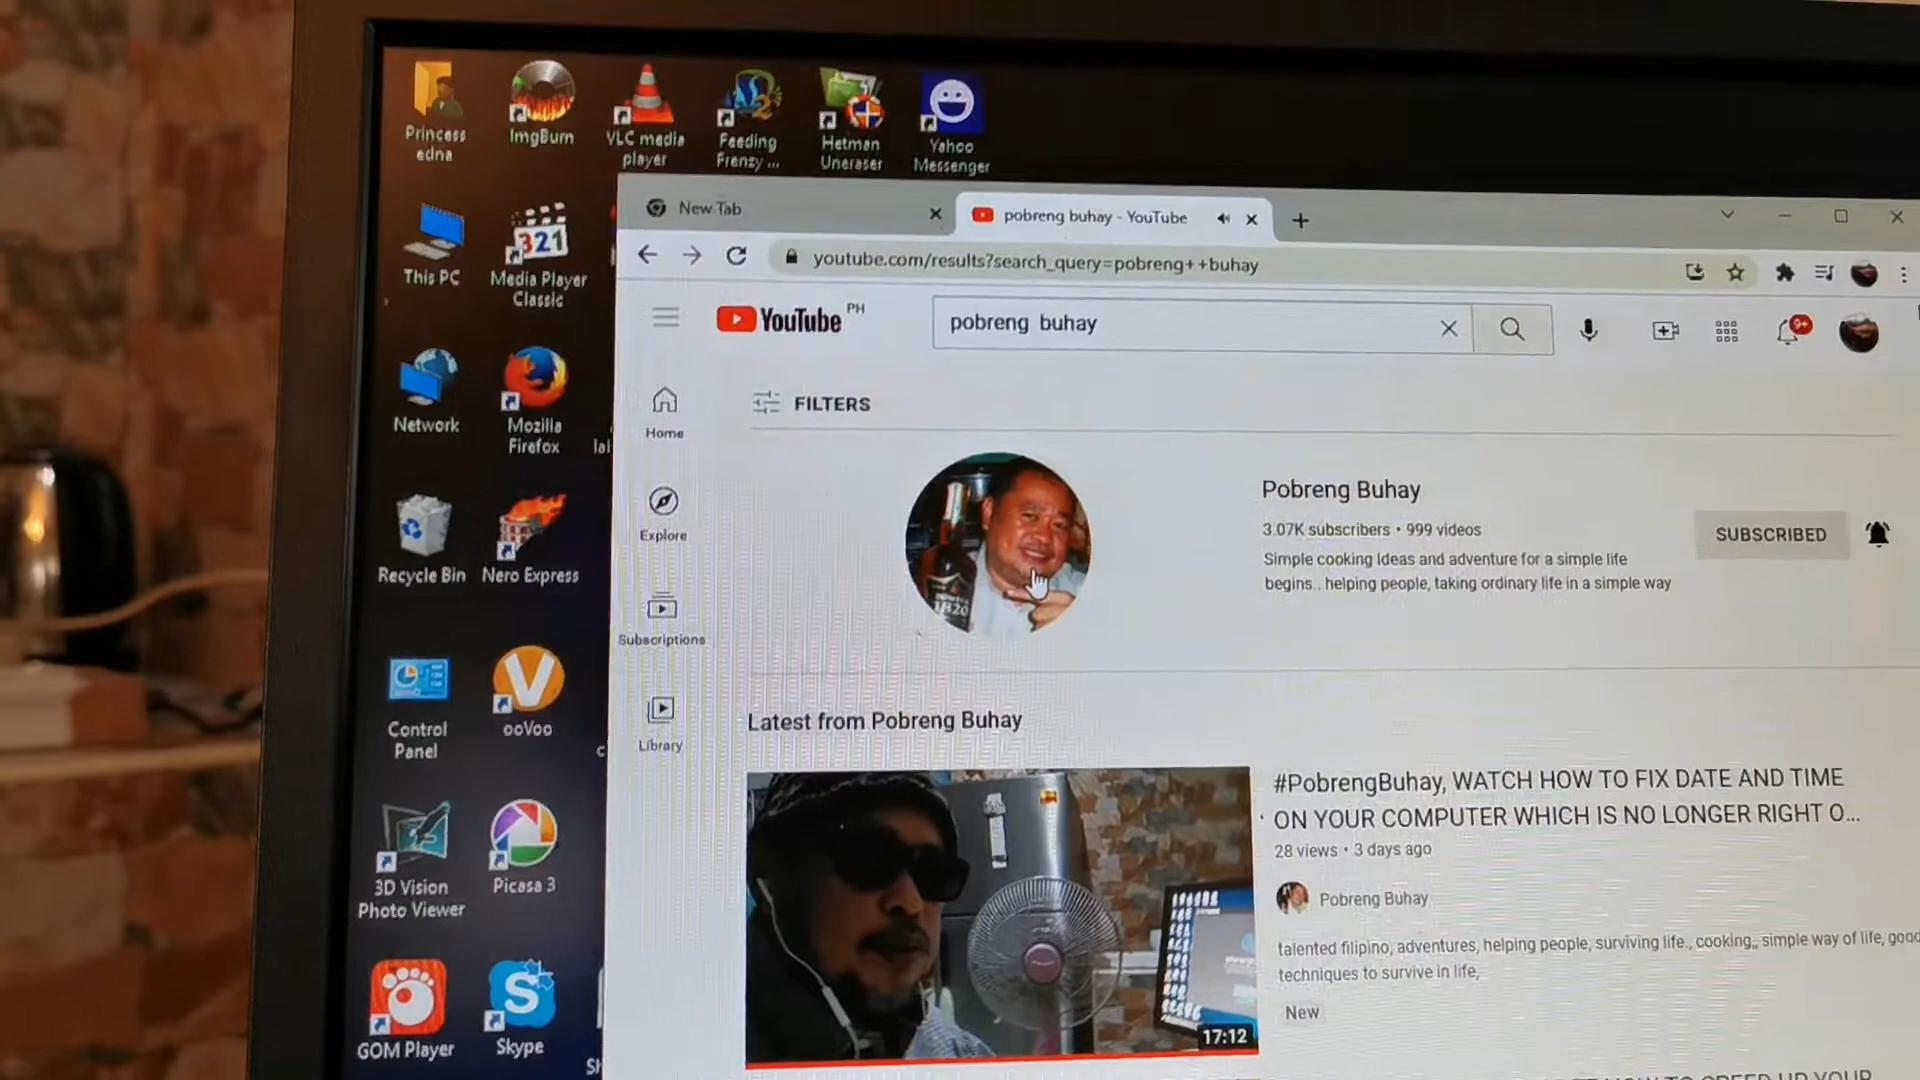 Princess
edna
ImgBurn
VLC media
player
Feeding
Frenzy ...
Hetman
Uneraser
Yahoo
Messenger
New Tab
pobreng buhay - YouTube
youtube.com/results?search_query=pobreng++buhay
This PC
321
Media Player
Classic
YouTube PH
pobreng buhay
9+
Network
Mozilla
Firefox
lal
Home
FILTERS
Explore
Pobreng Buhay
3.07K subscribers • 999 videos
Simple cooking Ideas and adventure for a simple life
begins.. helping people, taking ordinary life in a simple way
SUBSCRIBED
1820
Recycle Bin
Nero Express
Subscriptions
Control
Panel
ooVoo
Library
Latest from Pobreng Buhay
#PobrengBuhay, WATCH HOW TO FIX DATE AND TIME
ON YOUR COMPUTER WHICH IS NO LONGER RIGHT O...
28 views • 3 days ago
Pobreng Buhay
talented filipino, adventures, helping people, surviving life., cooking,, simple way of life, good
techniques to survive in life,
New
17:12
3D Vision
Photo Viewer
Picasa 3
GOM Player
Skype